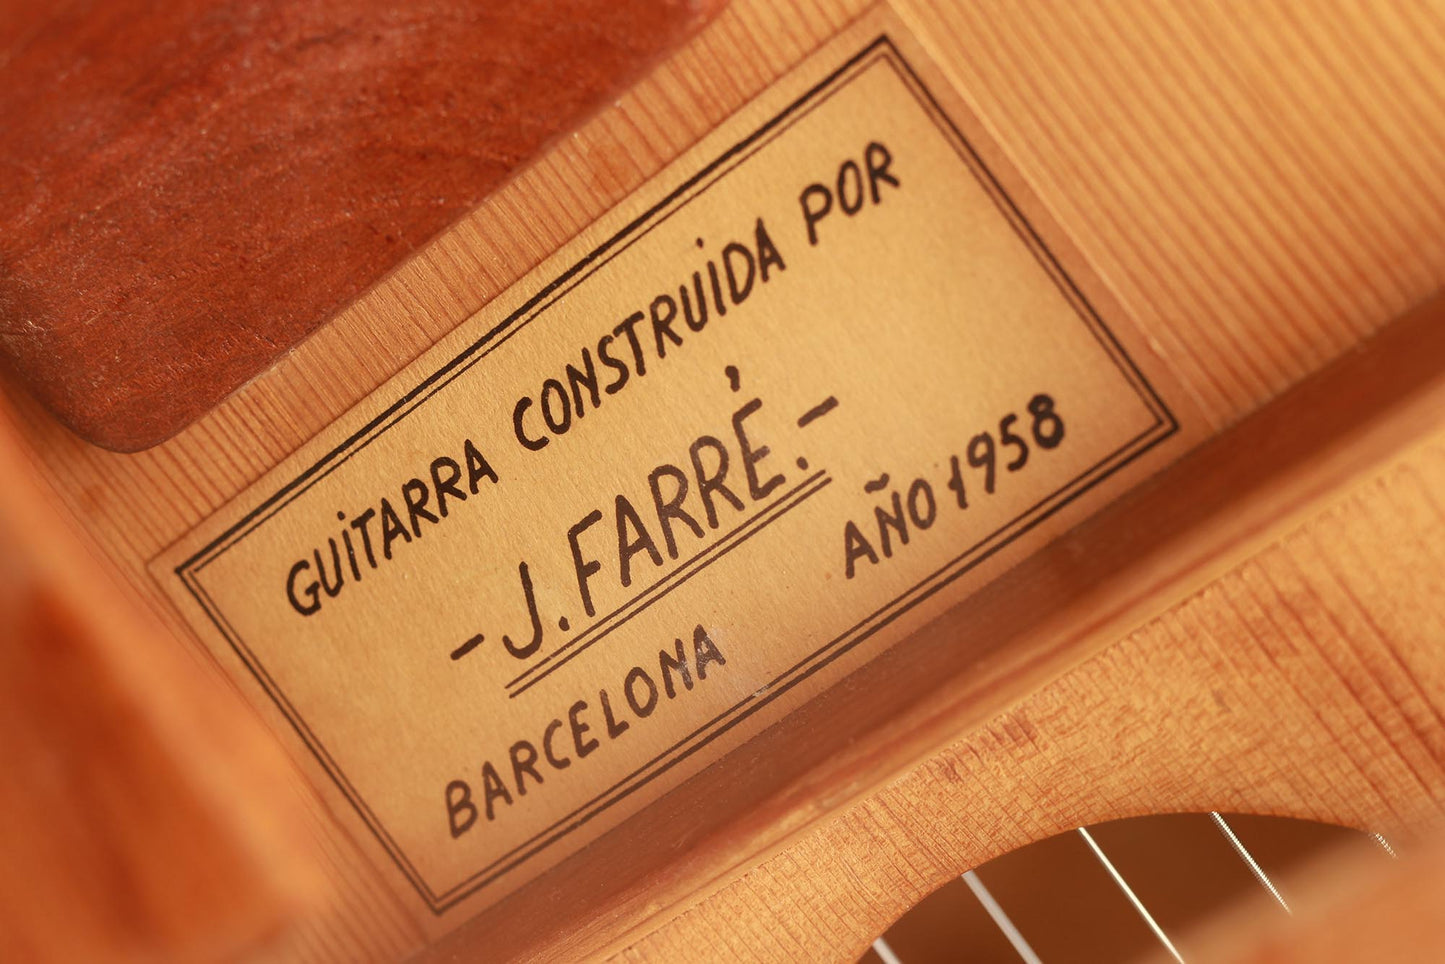 GUiTARRA CONSTRUiDA POR
- J. FARRÉ. -
BARCELONA AÑO 1958